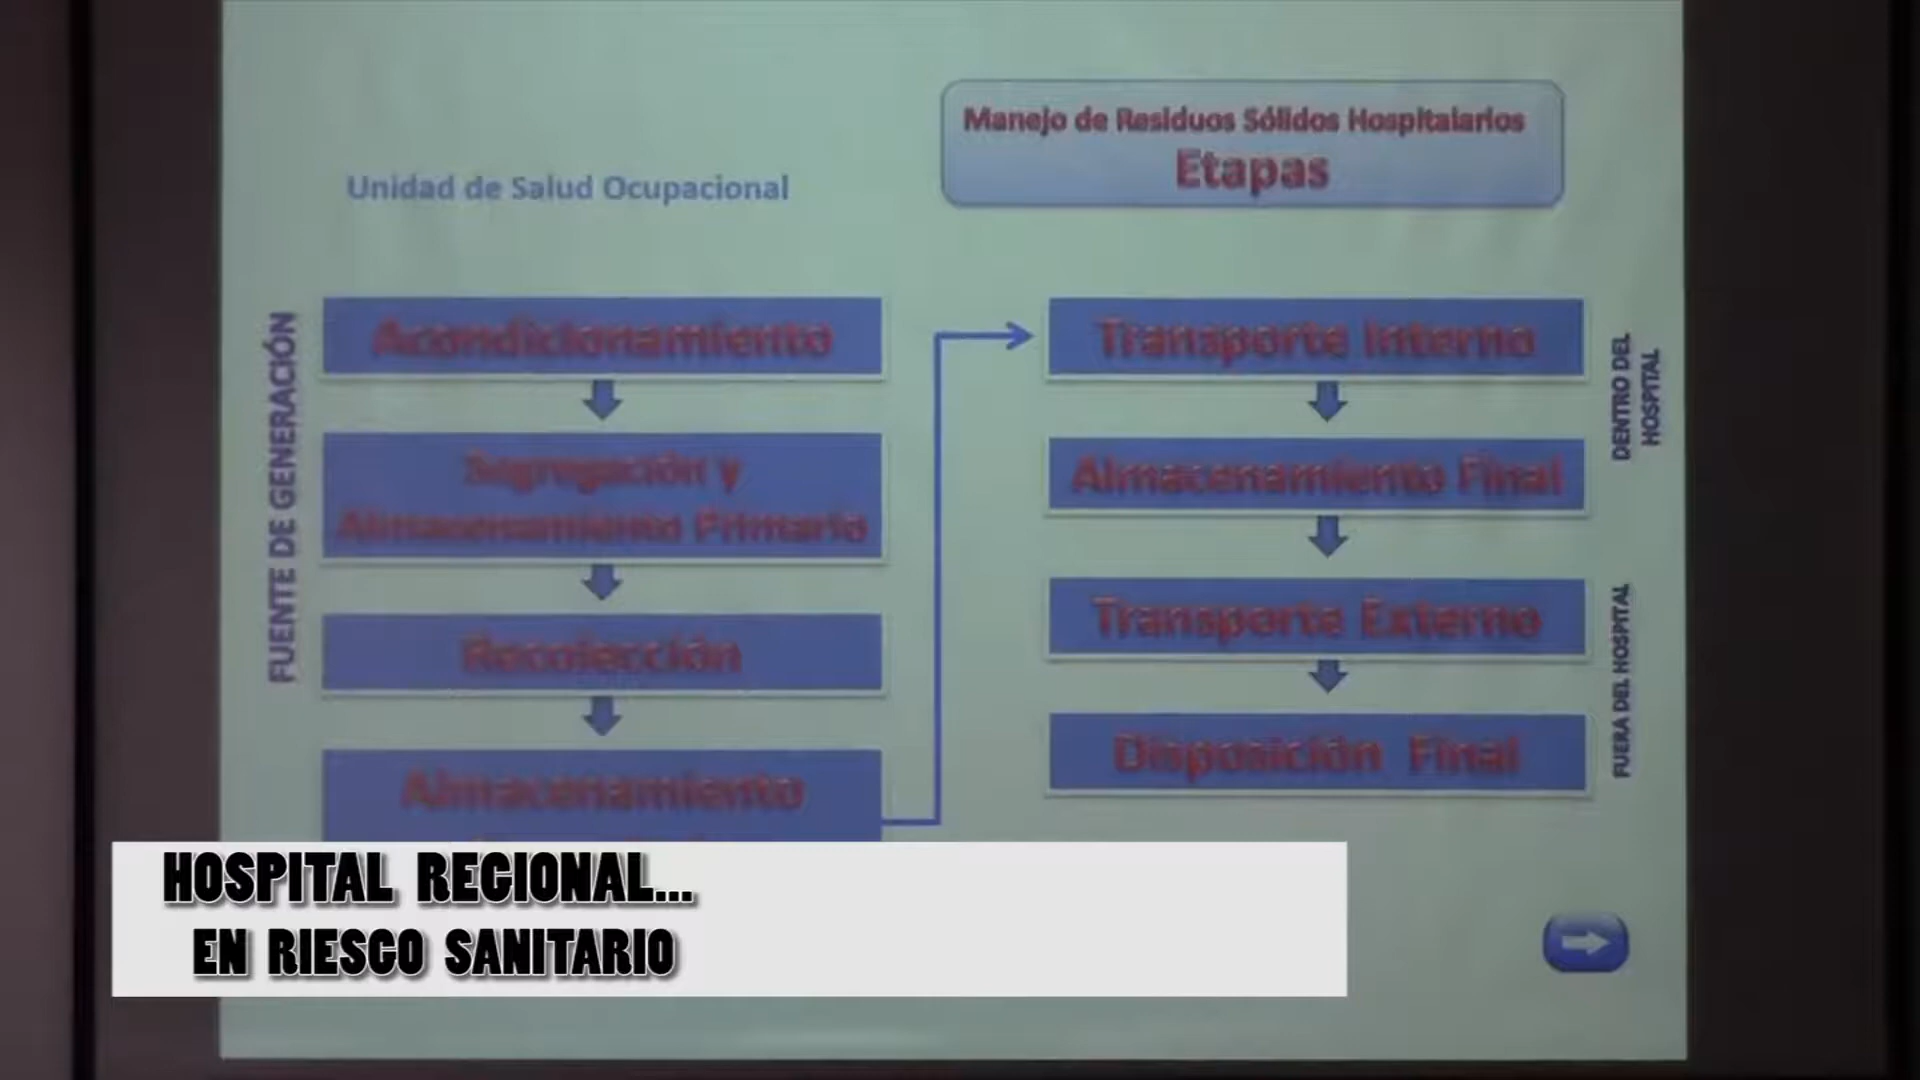 Manejo de Residuos Sólidos Hospitalarios
Etapas
Unidad de Salud Ocupacional
FUENTE DE GENERACIÓN
Acondicionamiento
Segregación y
Almacenamiento Primario
Recolección
Almacenamiento
Transporte Interno
Almacenamiento Final
Transporte Externo
Disposición Final
DENTRO DEL
HOSPITAL
FUERA DEL HOSPITAL
HOSPITAL REGIONAL...
EN RIESGO SANITARIO